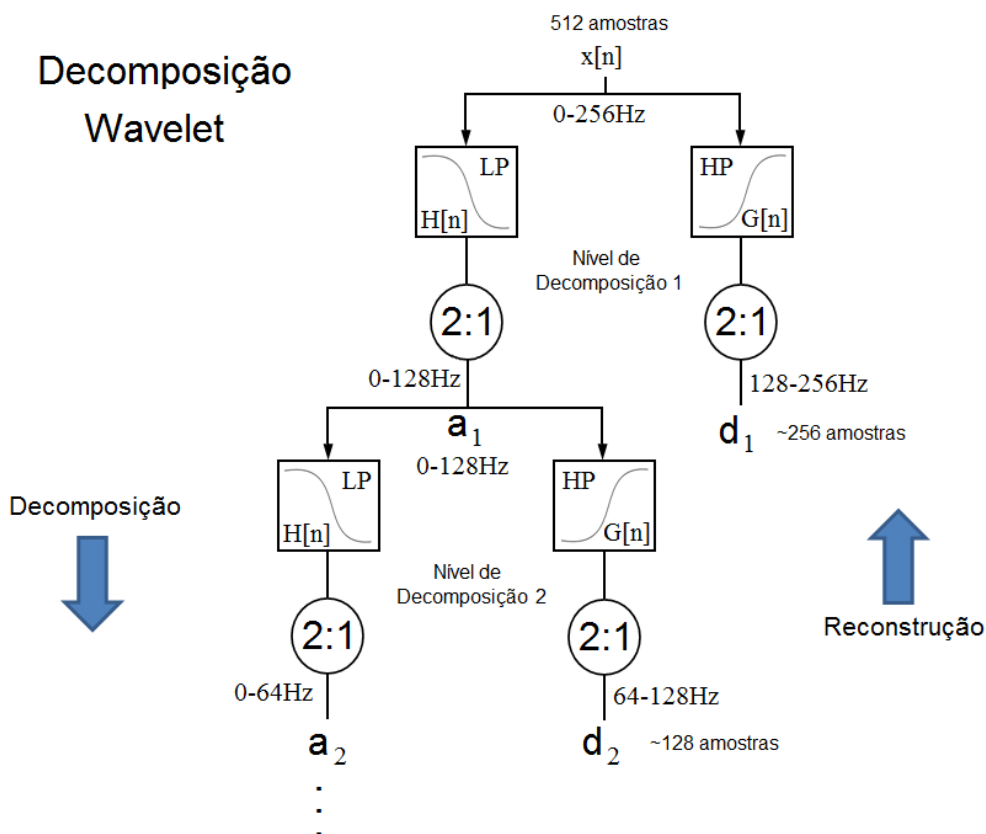 512 amostras
x[n]
Decomposição
Wavelet
0-256Hz
LP
H[n]
HP
G[n]
Nível de
Decomposição 1
2:1
2:1
0-128Hz
128-256Hz
a1
d1 ~256 amostras
0-128Hz
LP
H[n]
HP
G[n]
Decomposição
Nível de
Decomposição 2
2:1
2:1
Reconstrução
0-64Hz
64-128Hz
a2
d2 ~128 amostras